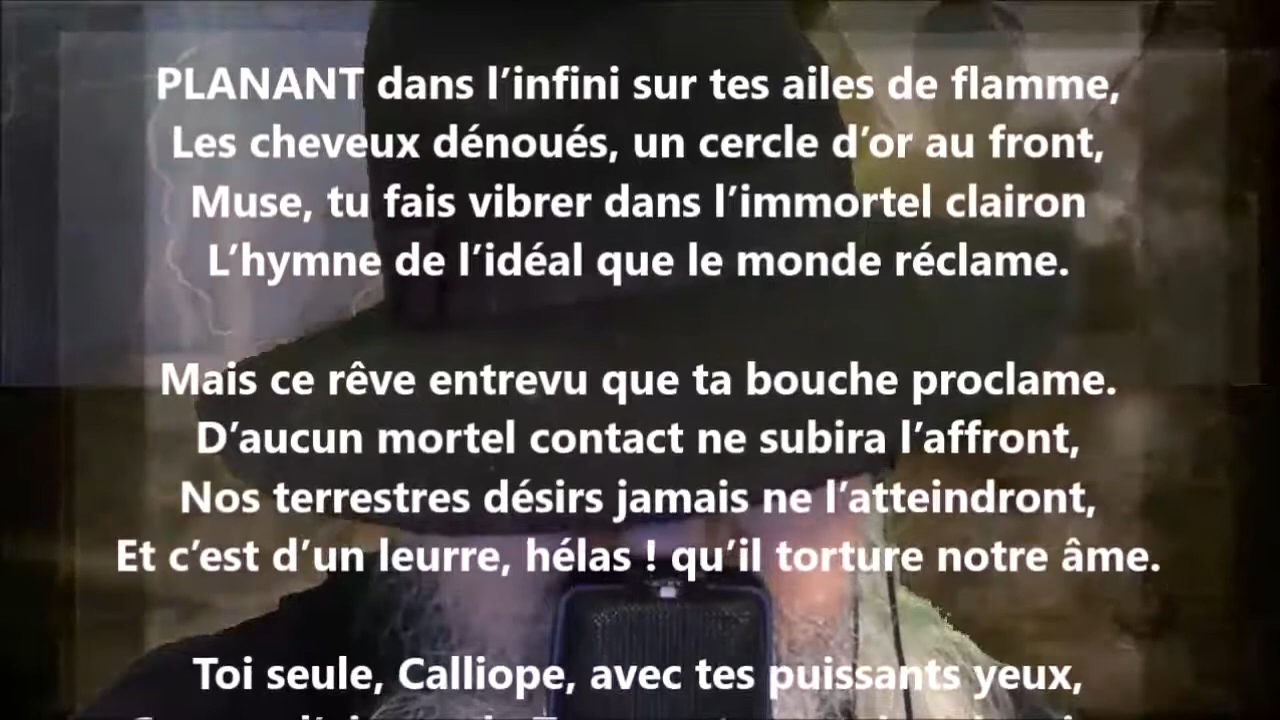 PLANANT dans l’infini sur tes ailes de flamme,
Les cheveux dénoués, un cercle d’or au front,
Muse, tu fais vibrer dans l’immortel clairon
L’hymne de l’idéal que le monde réclame.
Mais ce rêve entrevu que ta bouche proclame.
D’aucun mortel contact ne subira l’affront,
Nos terrestres désirs jamais ne l’atteindront,
Et c’est d’un leurre, hélas ! qu’il torture notre âme.
Toi seule, Calliope, avec tes puissants yeux,